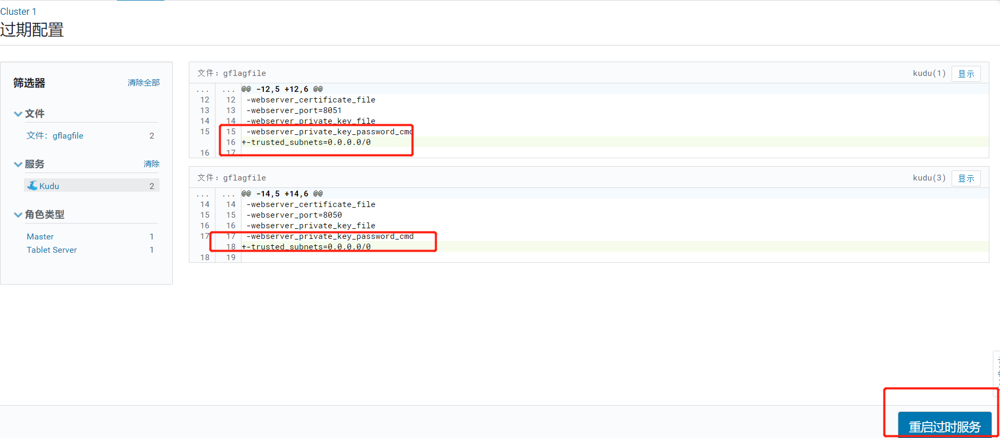 Cluster 1
过期配置
筛选器 清除全部
文件
文件：gflagfile 2
服务 清除
Kudu 2
角色类型
Master 1
Tablet Server 1
文件：gflagfile kudu(1) 显示
... ... @@ -12,5 +12,6 @@
12 12 -webserver_certificate_file
13 13 -webserver_port=8051
14 14 -webserver_private_key_file
15 15 -webserver_private_key_password_cmd
16 +-trusted_subnets=0.0.0.0/0
16 17
文件：gflagfile kudu(3) 显示
... ... @@ -14,5 +14,6 @@
14 14 -webserver_certificate_file
15 15 -webserver_port=8050
16 16 -webserver_private_key_file
17 17 -webserver_private_key_password_cmd
18 +-trusted_subnets=0.0.0.0/0
18 19
重启过时服务